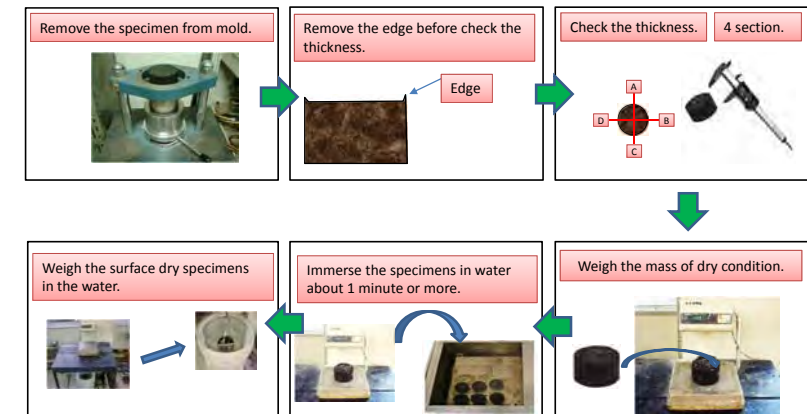 Remove the specimen from mold.
Remove the edge before check the
thickness.
Edge
Check the thickness.
4 section.
A
D
B
C
Weigh the mass of dry condition.
Immerse the specimens in water
about 1 minute or more.
Weigh the surface dry specimens
in the water.